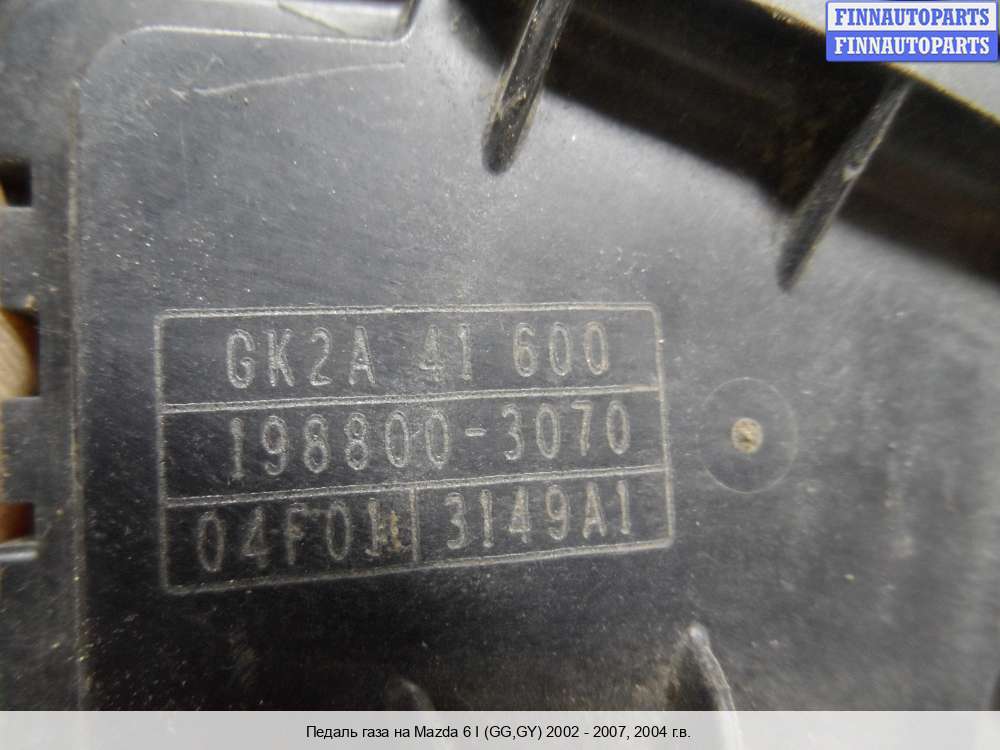 FINNAUTOPARTS
FINNAUTOPARTS
GK2A 41 600
198800-3070
04F01 3149A1
Педаль газа на Mazda 6 I (GG,GY) 2002 - 2007, 2004 г.в.